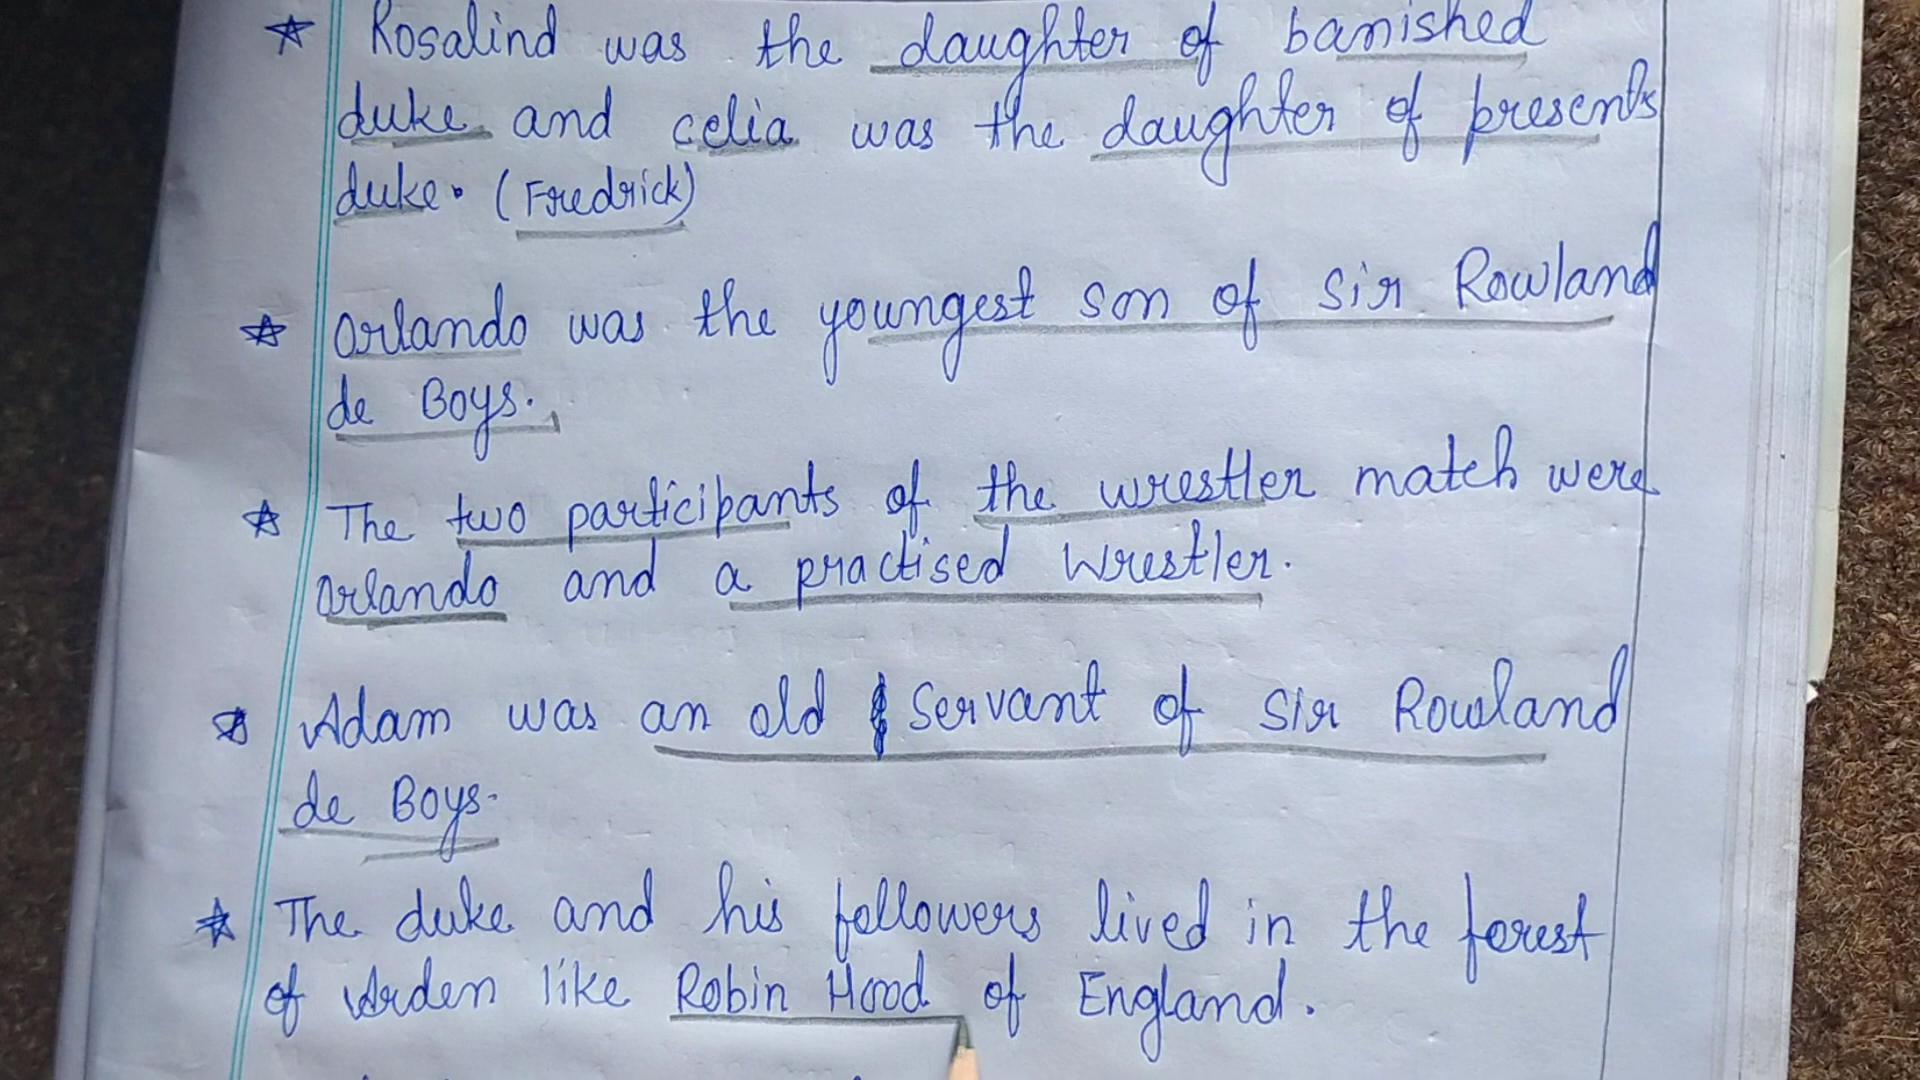 ☆ Rosalind was the daughter of banished
duke and celia was the daughter of presents
duke. (Fredrick)
☆ Orlando was the youngest son of Sir Rowland
de Boys.
☆ The two participants of the wrestler match were
Orlando and a practised Wrestler.
☆ Adam was an old Servant of Sir Rowland
de Boys.
☆ The duke and his followers lived in the forest
of Arden like Robin Hood of England.